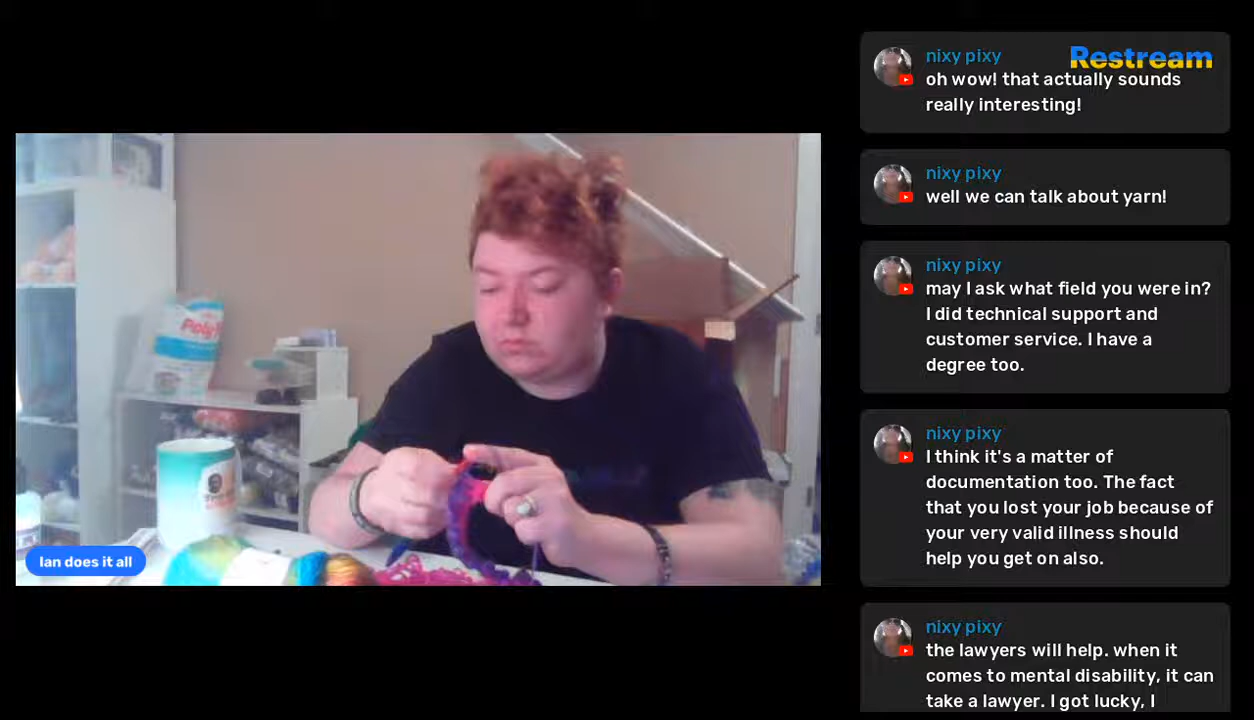 Restream
nixy pixy
oh wow! that actually sounds
really interesting!
nixy pixy
well we can talk about yarn!
nixy pixy
may I ask what field you were in?
I did technical support and
customer service. I have a
degree too.
nixy pixy
I think it's a matter of
documentation too. The fact
that you lost your job because of
your very valid illness should
help you get on also.
nixy pixy
the lawyers will help. when it
comes to mental disability, it can
take a lawyer. I got lucky, I
Ian does it all